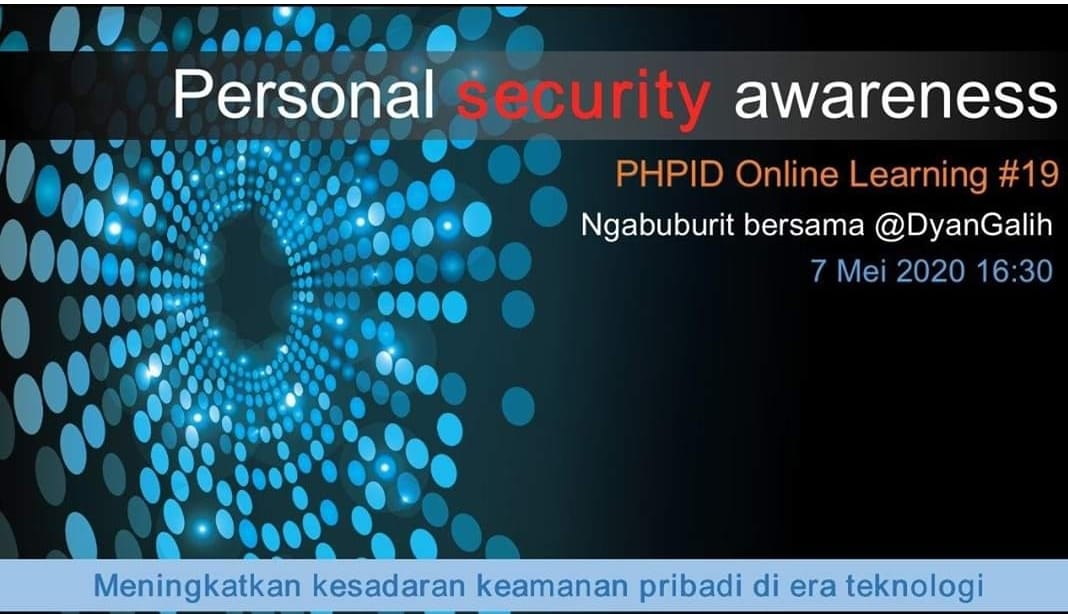 Personal security awareness
PHPID Online Learning #19
Ngabuburit bersama @DyanGalih
7 Mei 2020 16:30
Meningkatkan kesadaran keamanan pribadi di era teknologi